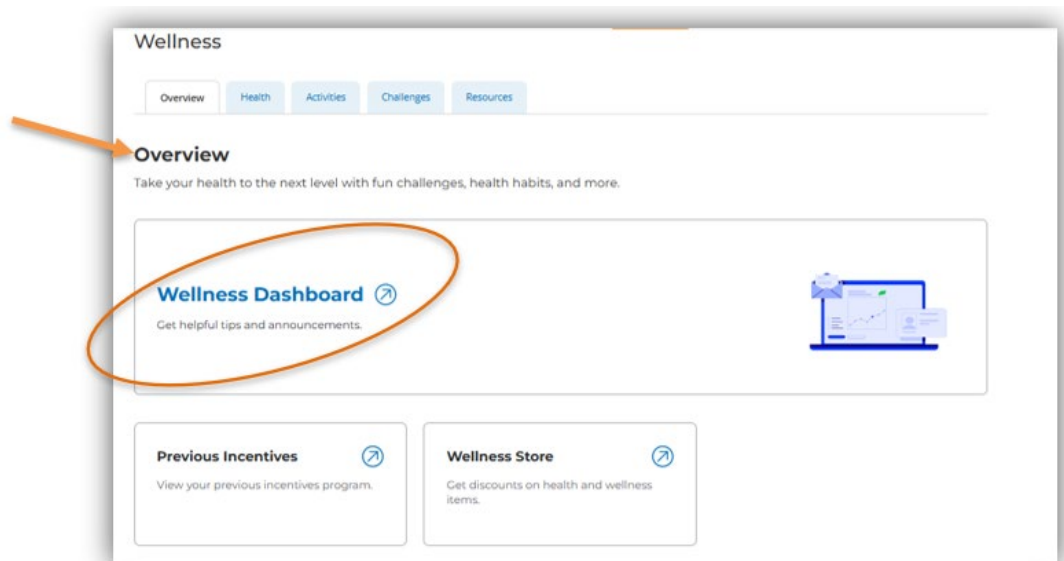 Wellness
Overview Health Activities Challenges Resources
Overview
Take your health to the next level with fun challenges, health habits, and more.
Wellness Dashboard
Get helpful tips and announcements.
Previous Incentives
View your previous incentives program.
Wellness Store
Get discounts on health and wellness
items.